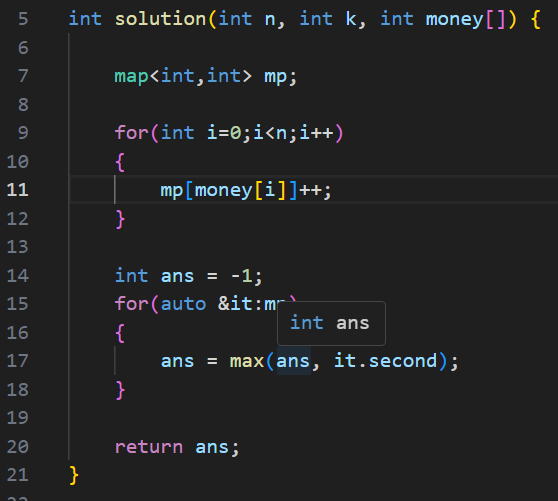 5 int solution(int n, int k, int money[]) {
6
7 map<int,int> mp;
8
9 for(int i=0;i<n;i++)
10 {
11 mp[money[i]]++;
12 }
13
14 int ans = -1;
15 for(auto &it:mp)
int ans
16 {
17 ans = max(ans, it.second);
18 }
19
20 return ans;
21 }
22